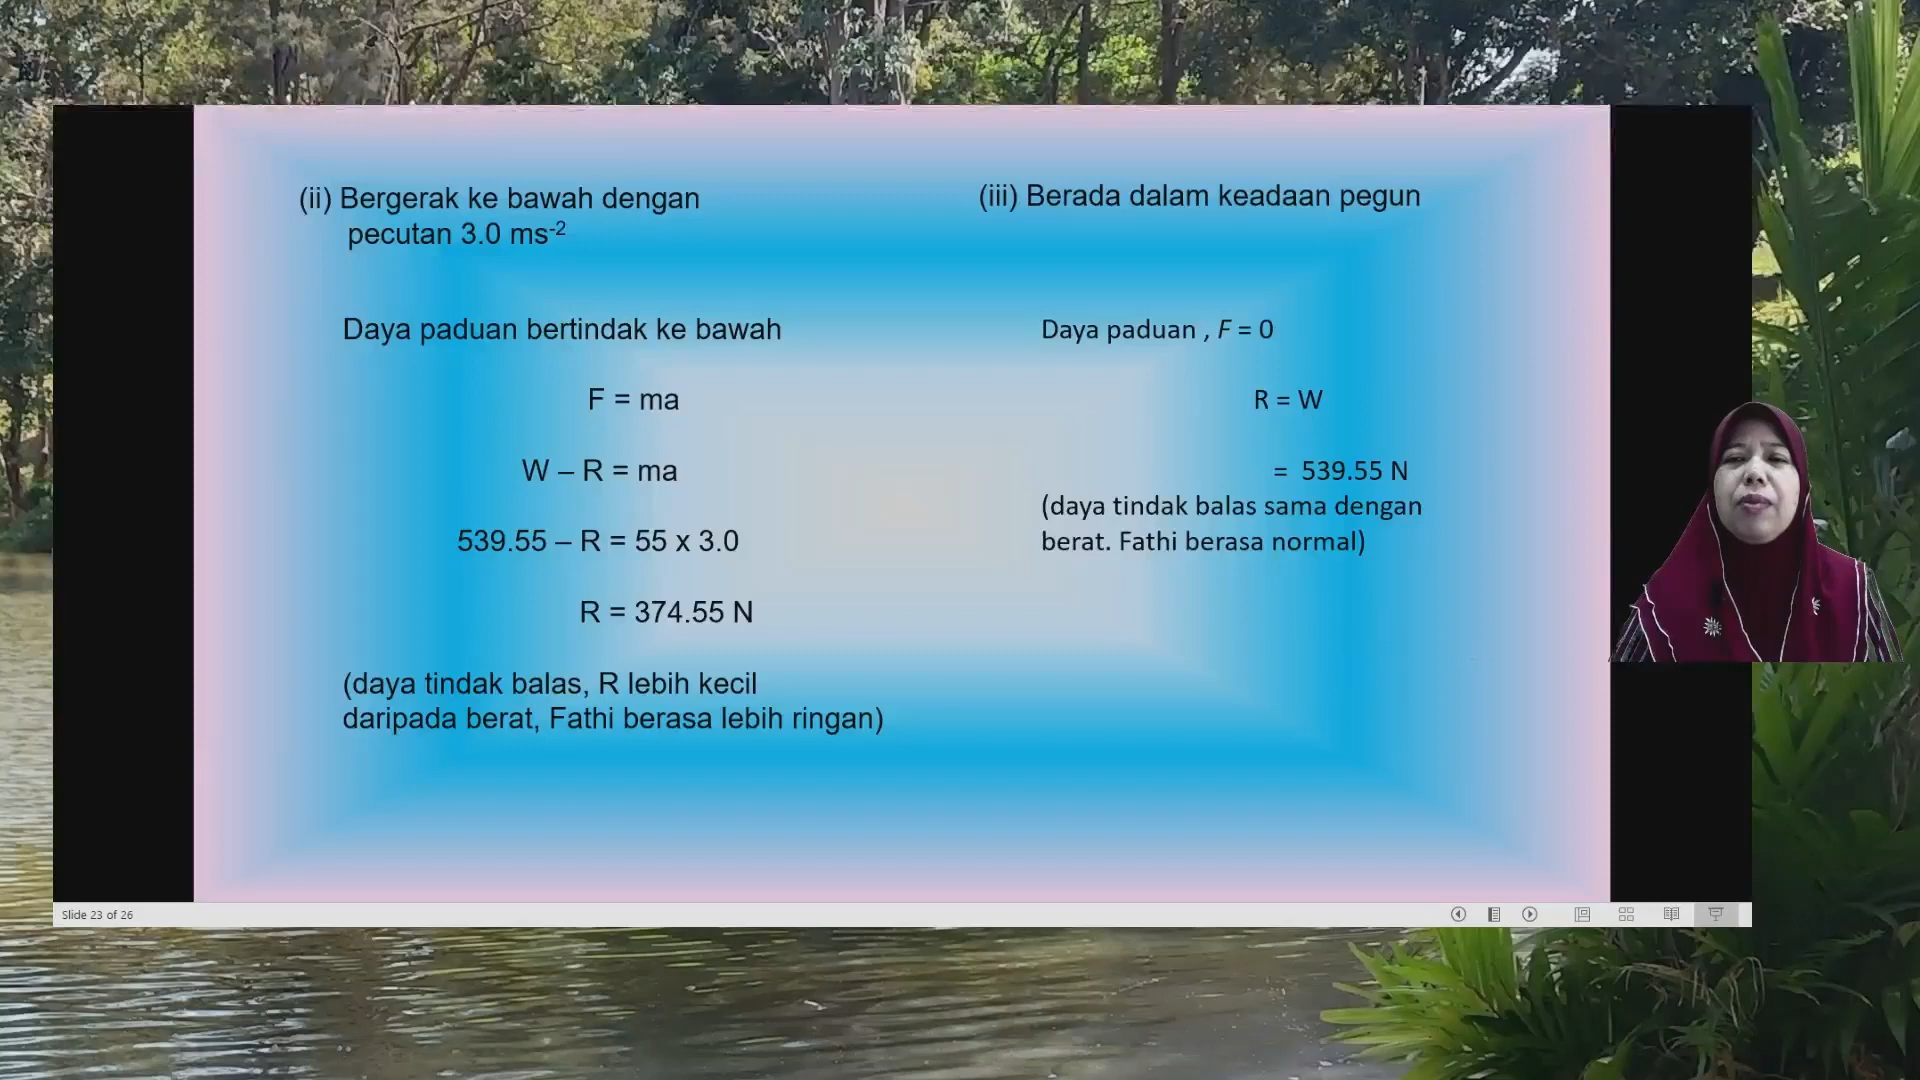 (ii) Bergerak ke bawah dengan
pecutan 3.0 ms-2
Daya paduan bertindak ke bawah
F = ma
W – R = ma
539.55 – R = 55 x 3.0
R = 374.55 N
(daya tindak balas, R lebih kecil
daripada berat, Fathi berasa lebih ringan)
(iii) Berada dalam keadaan pegun
Daya paduan , F = 0
R = W
= 539.55 N
(daya tindak balas sama dengan
berat. Fathi berasa normal)
Slide 23 of 26